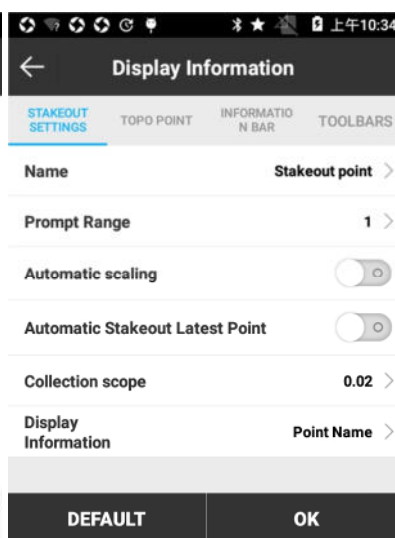 上午10:34
Display Information
STAKEOUT
SETTINGS
TOPO POINT
INFORMATIO
N BAR
TOOLBARS
Name Stakeout point
Prompt Range 1
Automatic scaling
Automatic Stakeout Latest Point
Collection scope 0.02
Display
Information
Point Name
DEFAULT OK